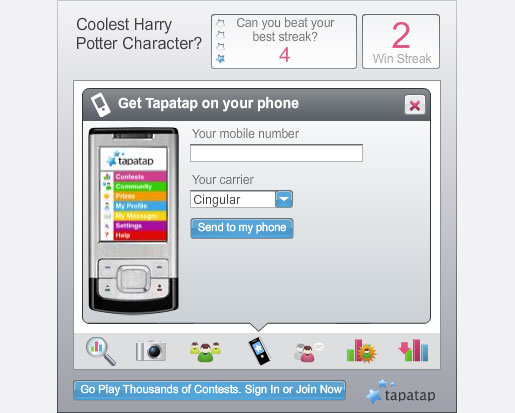 Coolest Harry
Potter Character?
Can you beat your
best streak?
4
2
Win Streak
Get Tapatap on your phone
Your mobile number
Your carrier
Cingular
Send to my phone
tapatap
Contests
Community
Prizes
My Profile
My Messages
Settings
Help
Go Play Thousands of Contests. Sign In or Join Now
tapatap